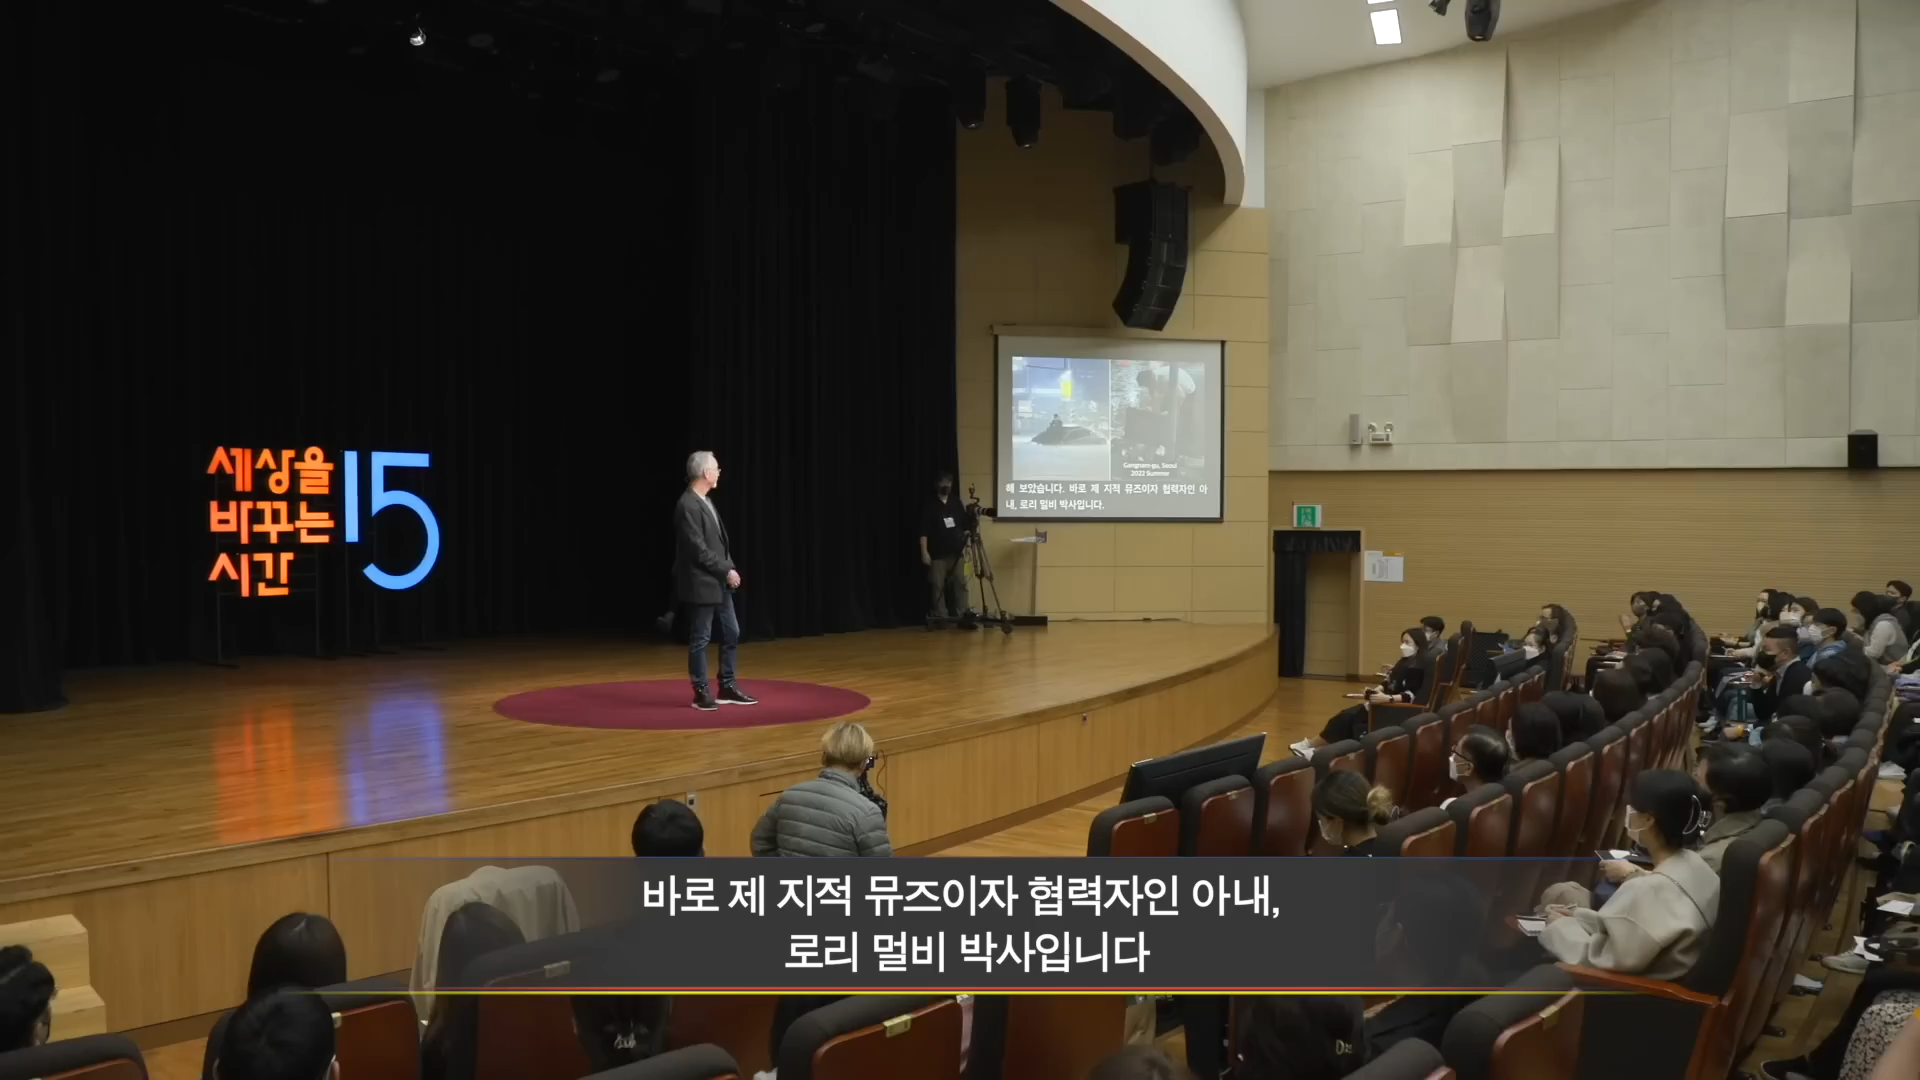 세상을
바꾸는
시간
15
Gangnam-gu, Seoul
2022 Summer
해 보았습니다. 바로 제 지적 뮤즈이자 협력자인 아
내, 로리 멀비 박사입니다.
바로 제 지적 뮤즈이자 협력자인 아내,
로리 멀비 박사입니다